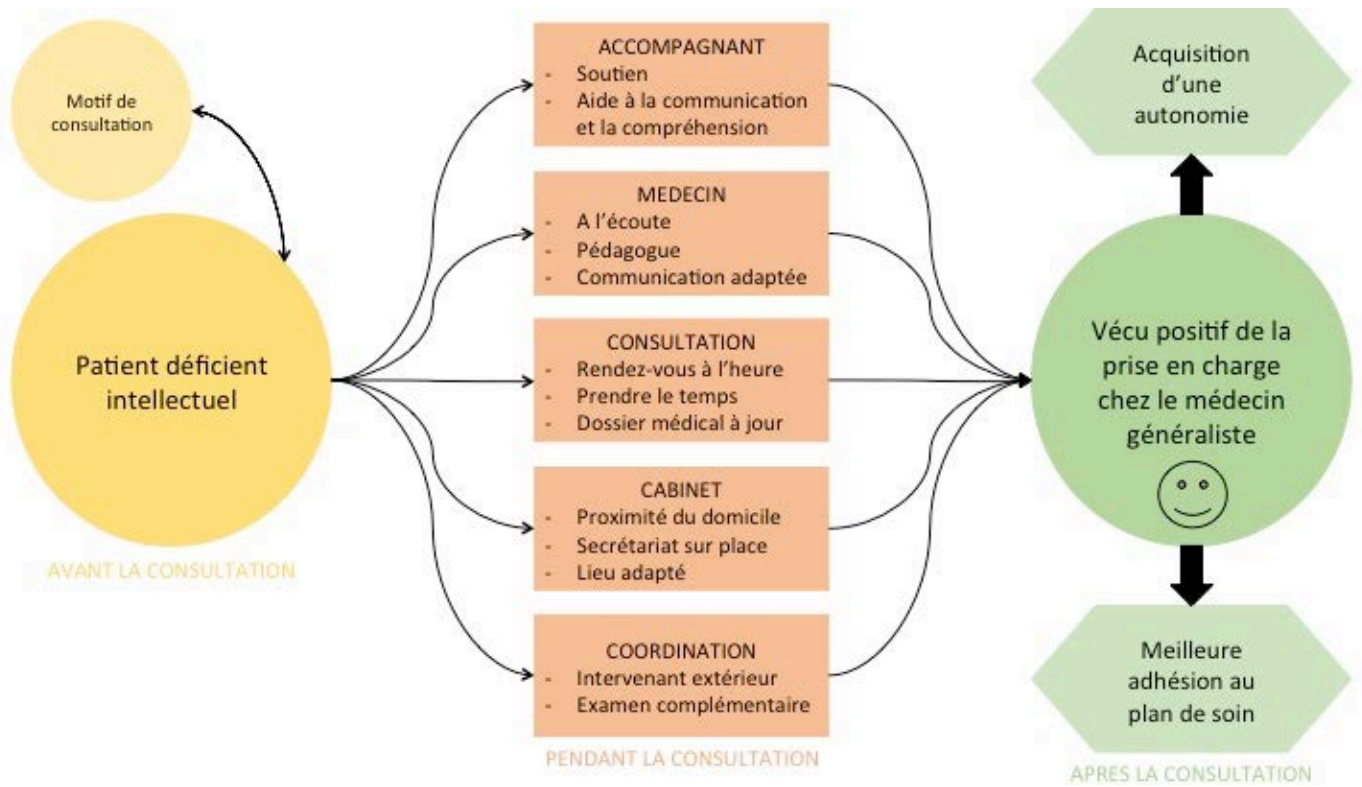 Motif de
consultation
Patient déficient
intellectuel
AVANT LA CONSULTATION
ACCOMPAGNANT
- Soutien
- Aide à la communication
et la compréhension
MEDECIN
- A l'écoute
- Pédagogue
- Communication adaptée
CONSULTATION
- Rendez-vous à l'heure
- Prendre le temps
- Dossier médical à jour
CABINET
- Proximité du domicile
- Secrétariat sur place
- Lieu adapté
COORDINATION
- Intervenant extérieur
- Examen complémentaire
PENDANT LA CONSULTATION
Acquisition
d'une
autonomie
Vécu positif de la
prise en charge
chez le médecin
généraliste
Meilleure
adhésion au
plan de soin
APRES LA CONSULTATION